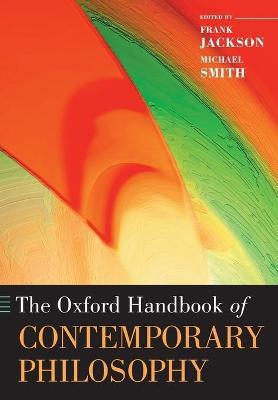 EDITED BY
FRANK
JACKSON
MICHAEL
SMITH
The Oxford Handbook of
CONTEMPORARY
PHILOSOPHY